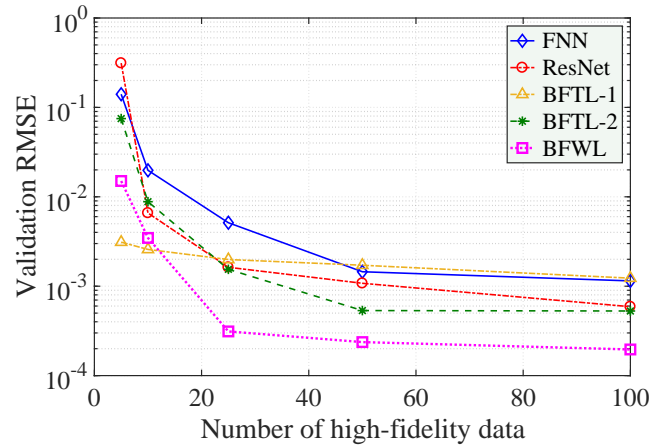 10^0
10^-1
10^-2
10^-3
10^-4
Validation RMSE
FNN
ResNet
BFTL-1
BFTL-2
BFWL
0 20 40 60 80 100
Number of high-fidelity data